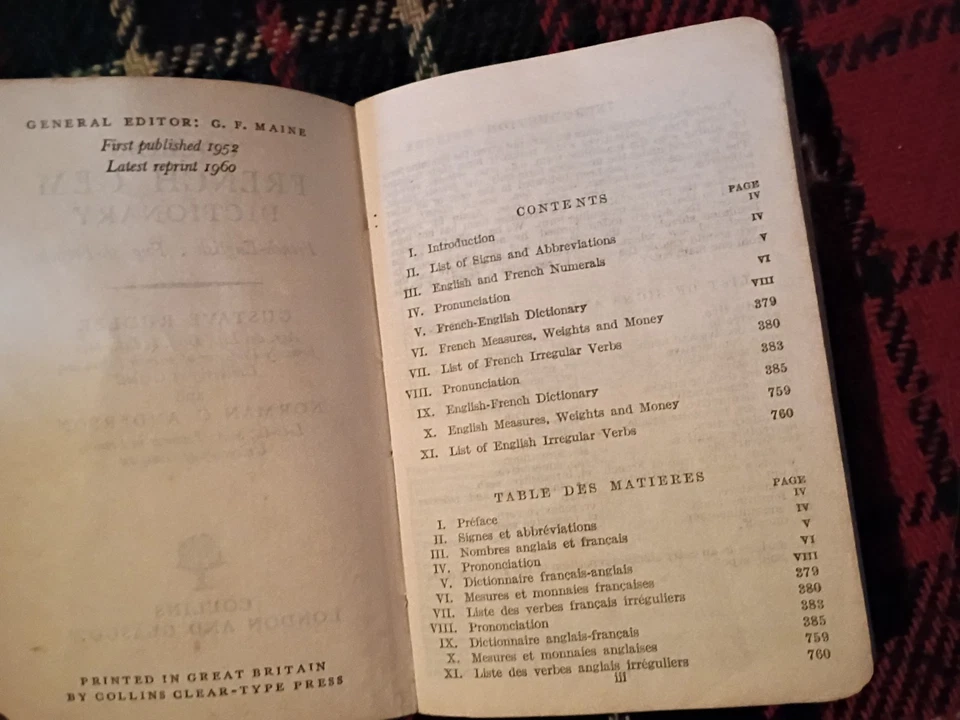 GENERAL EDITOR: G. F. MAINE
First published 1952
Latest reprint 1960
PRINTED IN GREAT BRITAIN
BY COLLINS CLEAR-TYPE PRESS
CONTENTS
PAGE
I. Introduction IV
II. List of Signs and Abbreviations IV
III. English and French Numerals V
IV. Pronunciation VI
V. French-English Dictionary VIII
VI. French Measures, Weights and Money 379
VII. List of French Irregular Verbs 380
VIII. Pronunciation 383
IX. English-French Dictionary 385
X. English Measures, Weights and Money 759
XI. List of English Irregular Verbs 760
TABLE DES MATIERES
PAGE
I. Préface IV
II. Signes et abbréviations IV
III. Nombres anglais et français V
IV. Prononciation VI
V. Dictionnaire français-anglais VIII
VI. Mesures et monnaies françaises 379
VII. Liste des verbes français irréguliers 380
VIII. Prononciation 383
IX. Dictionnaire anglais-français 385
X. Mesures et monnaies anglaises 759
XI. Liste des verbes anglais irréguliers 760
iii